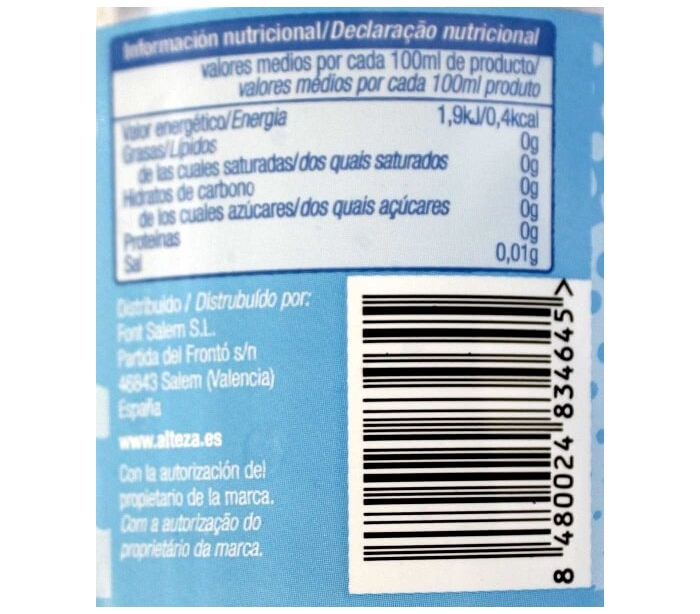 Información nutricional/Declaração nutricional
valores medios por cada 100ml de producto/
valores médios por cada 100ml produto
Valor energético/Energia 1,9kJ/0,4kcal
Grasas/Lípidos 0g
de las cuales saturadas/dos quais saturados 0g
Hidratos de carbono 0g
de los cuales azúcares/dos quais açúcares 0g
Proteínas 0g
Sal 0,01g
Distribuido / Distrubuído por:
Font Salem S.L.
Partida del Frontó s/n
46843 Salem (Valencia)
España
www.alteza.es
Con la autorización del
propietario de la marca.
Com a autorização do
proprietário da marca.
8 480024 834645 >